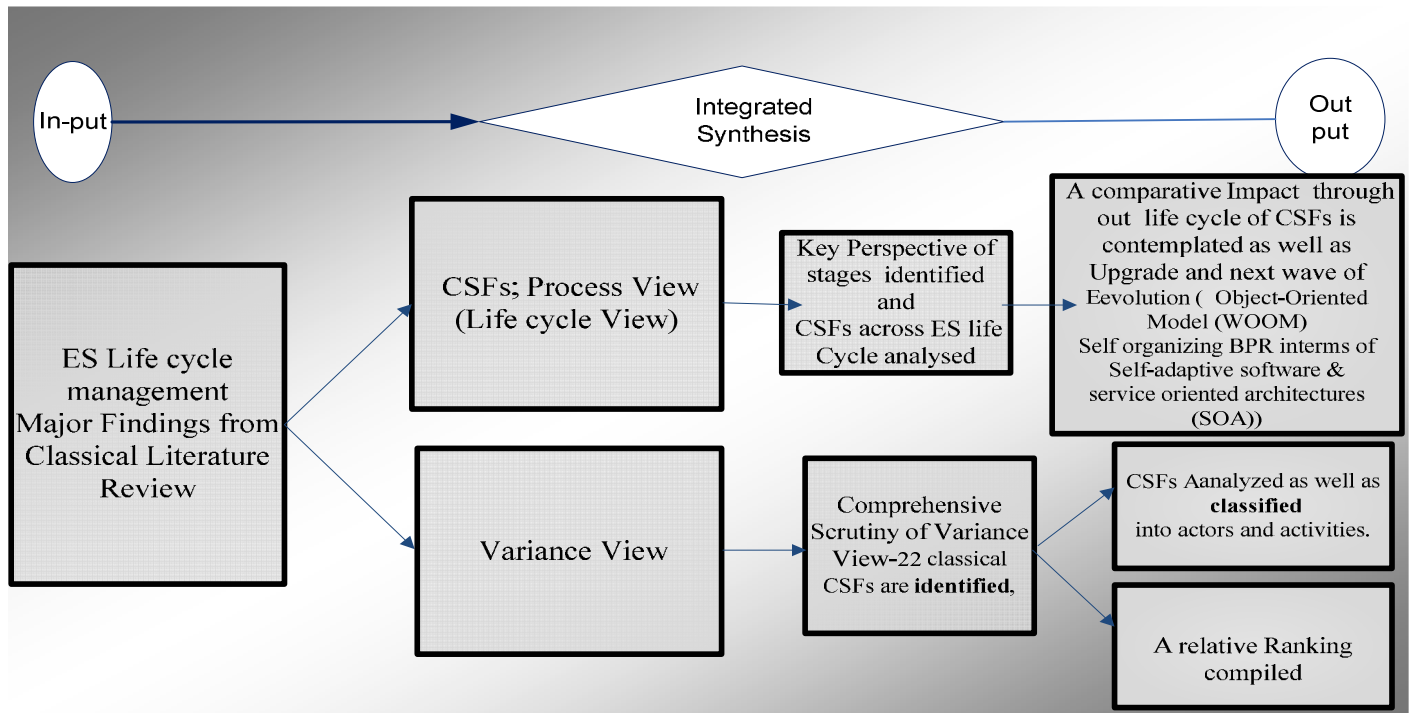 In-put
Integrated
Synthesis
Out
put
ES Life cycle
management
Major Findings from
Classical Literature
Review
CSFs; Process View
(Life cycle View)
Key Perspective of
stages identified
and
CSFs across ES life
Cycle analysed
A comparative Impact through
out life cycle of CSFs is
contemplated as well as
Upgrade and next wave of
Eevolution ( Object-Oriented
Model (WOOM)
Self organizing BPR interms of
Self-adaptive software &
service oriented architectures
(SOA))
Variance View
Comprehensive
Scrutiny of Variance
View-22 classical
CSFs are identified,
CSFs Aanalyzed as well as
classified
into actors and activities.
A relative Ranking
compiled